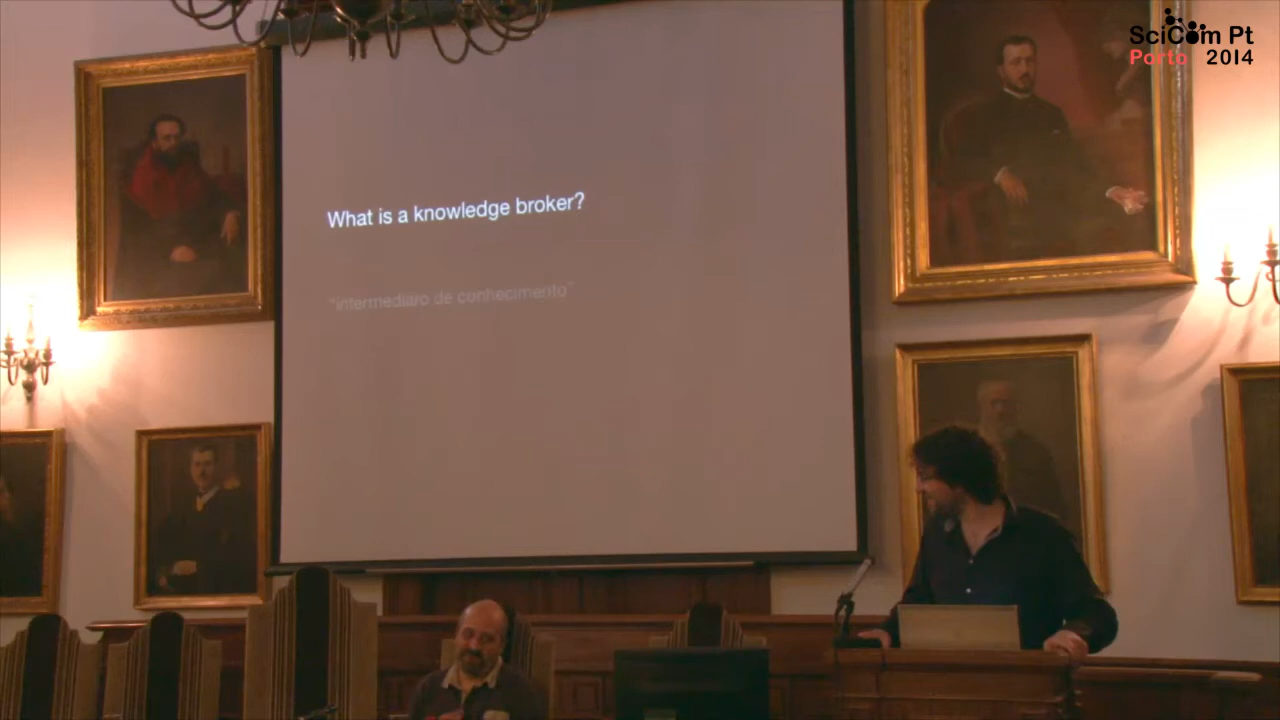 SciCom Pt
Porto 2014
What is a knowledge broker?
"intermediaro de conhecimento"